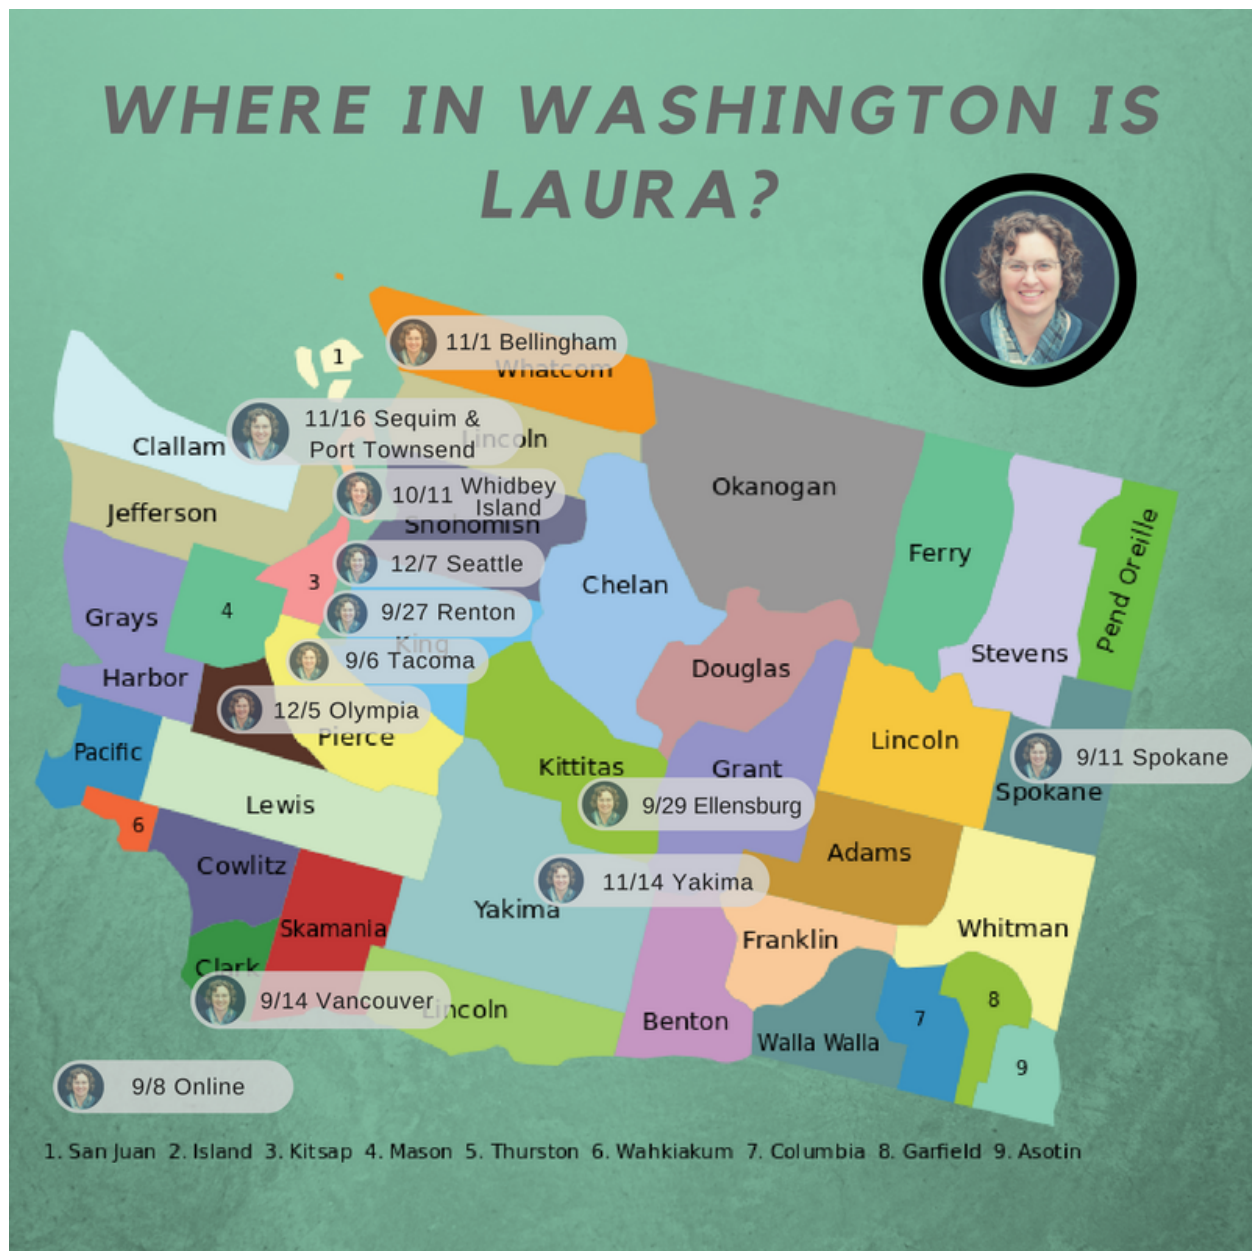 WHERE IN WASHINGTON IS
LAURA?
1
11/1 Bellingham
Whatcom
11/16 Sequim &
Port Townsend
Lincoln
Clallam
Okanogan
10/11 Whidbey
Island
Snohomish
Jefferson
Ferry
Pend Oreille
12/7 Seattle
3
Chelan
4
9/27 Renton
Grays
King
9/6 Tacoma
Stevens
Douglas
Harbor
12/5 Olympia
Pierce
Pacific
Lincoln
Kittitas
Grant
9/11 Spokane
Spokane
9/29 Ellensburg
Lewis
6
Adams
Cowlitz
11/14 Yakima
Yakima
Skamania
Franklin
Whitman
Clark
9/14 Vancouver
Lincoln
Benton
8
7
Walla Walla
9
9/8 Online
1. San Juan 2. Island 3. Kitsap 4. Mason 5. Thurston 6. Wahkiakum 7. Columbia 8. Garfield 9. Asotin